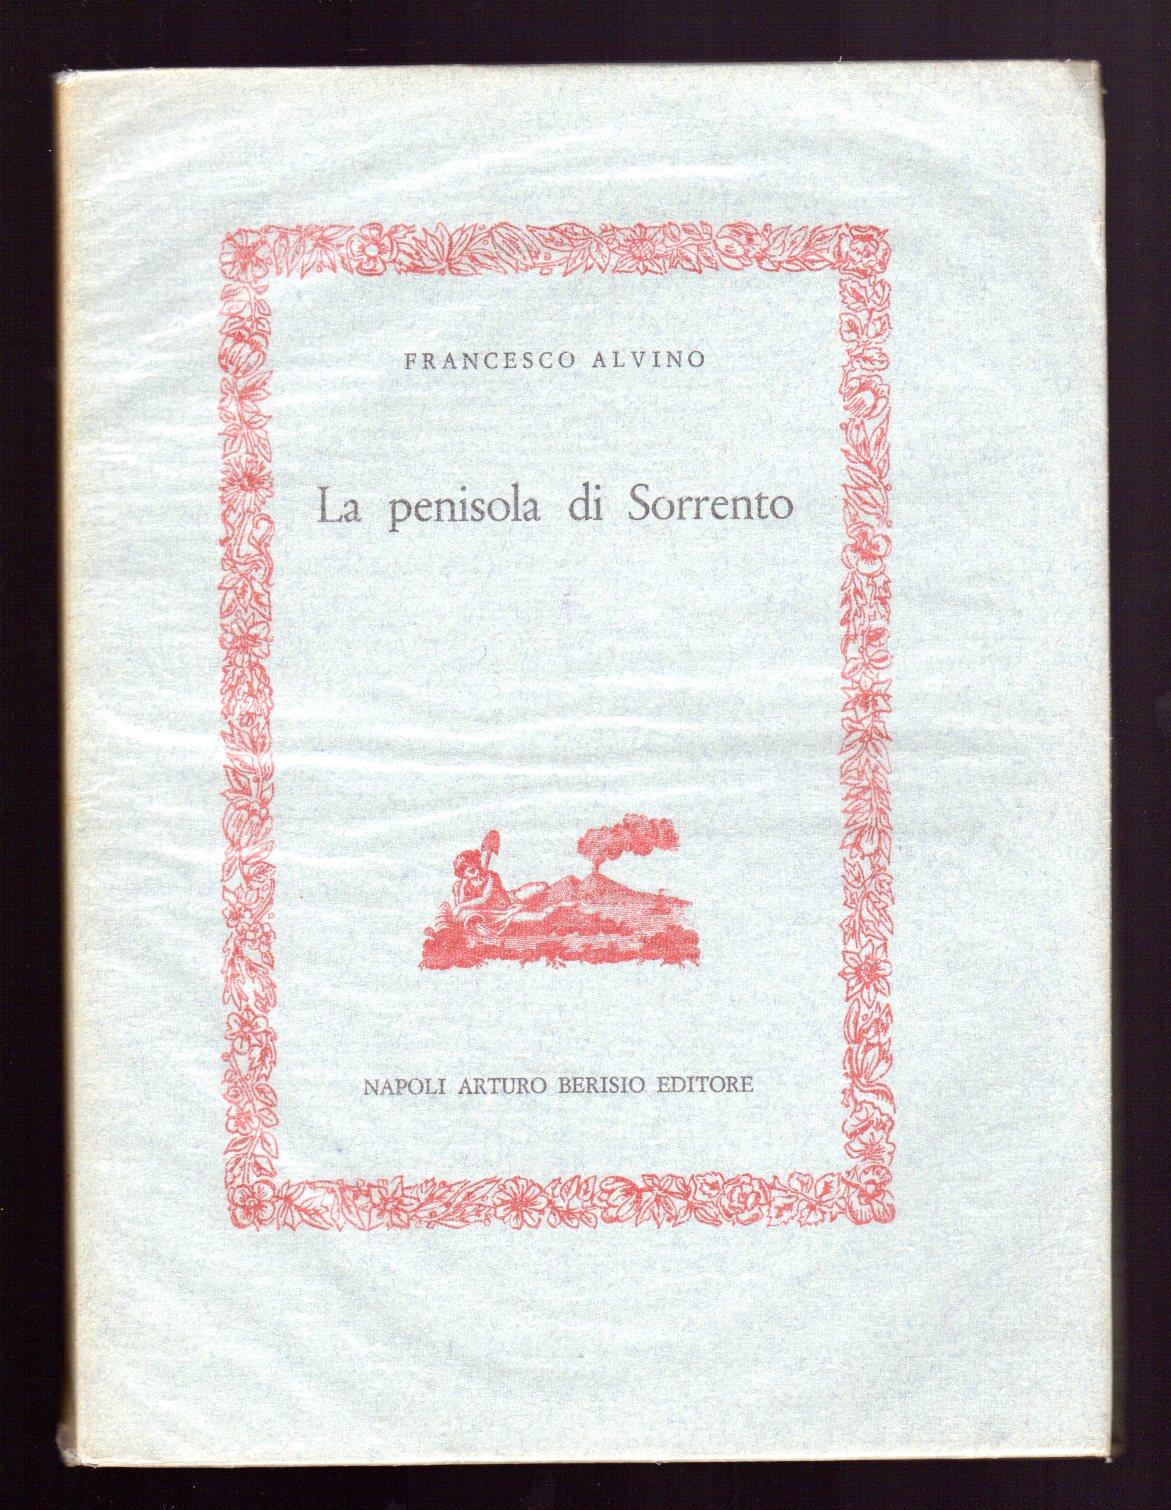 FRANCESCO ALVINO
La penisola di Sorrento
NAPOLI ARTURO BERISIO EDITORE